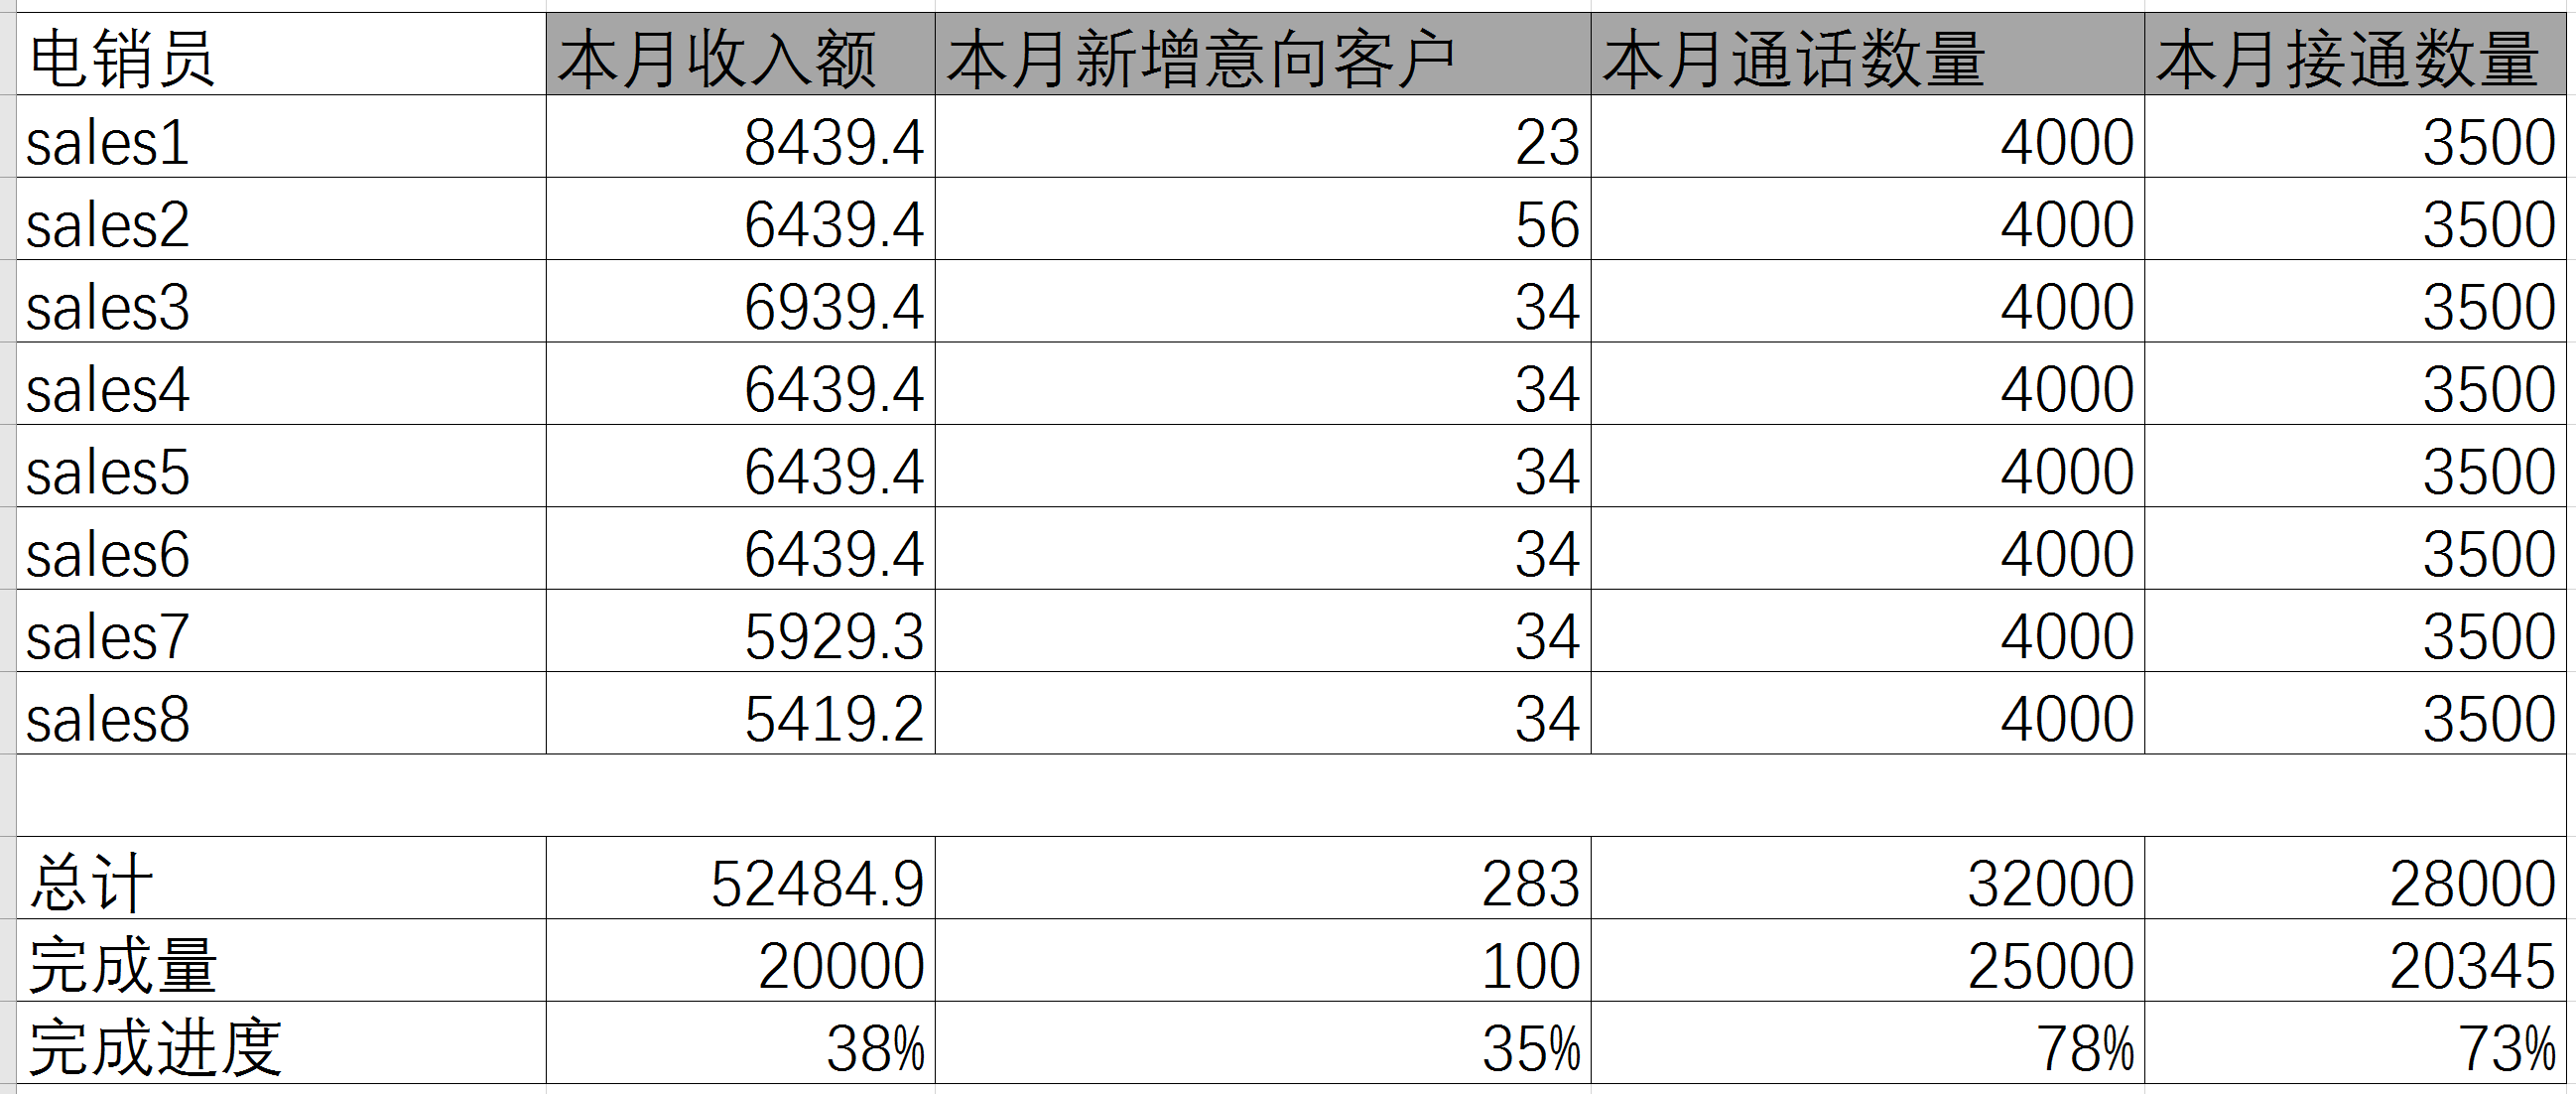 电销员 本月收入额 本月新增意向客户 本月通话数量 本月接通数量
sales1 8439.4 23 4000 3500
sales2 6439.4 56 4000 3500
sales3 6939.4 34 4000 3500
sales4 6439.4 34 4000 3500
sales5 6439.4 34 4000 3500
sales6 6439.4 34 4000 3500
sales7 5929.3 34 4000 3500
sales8 5419.2 34 4000 3500
总计 52484.9 283 32000 28000
完成量 20000 100 25000 20345
完成进度 38% 35% 78% 73%